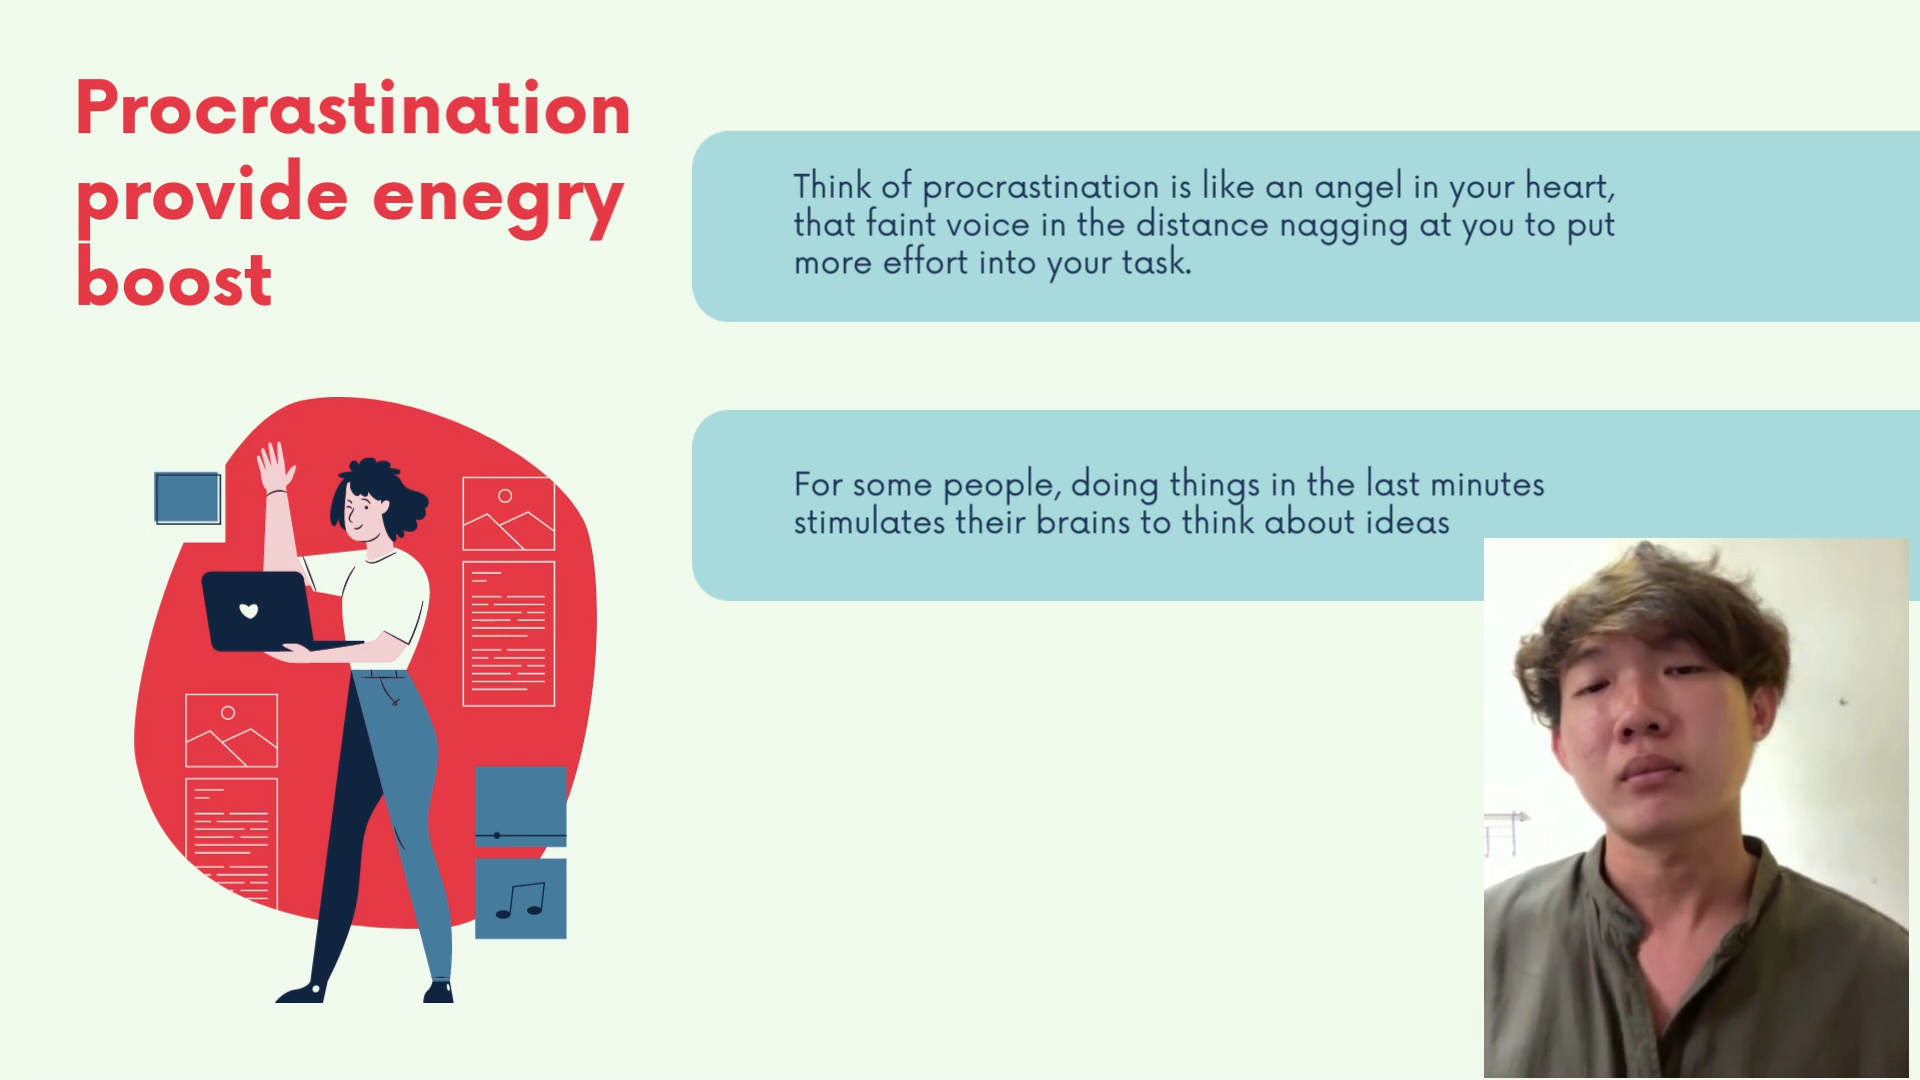 Procrastination
provide enegry
boost
Think of procrastination is like an angel in your heart,
that faint voice in the distance nagging at you to put
more effort into your task.
For some people, doing things in the last minutes
stimulates their brains to think about ideas